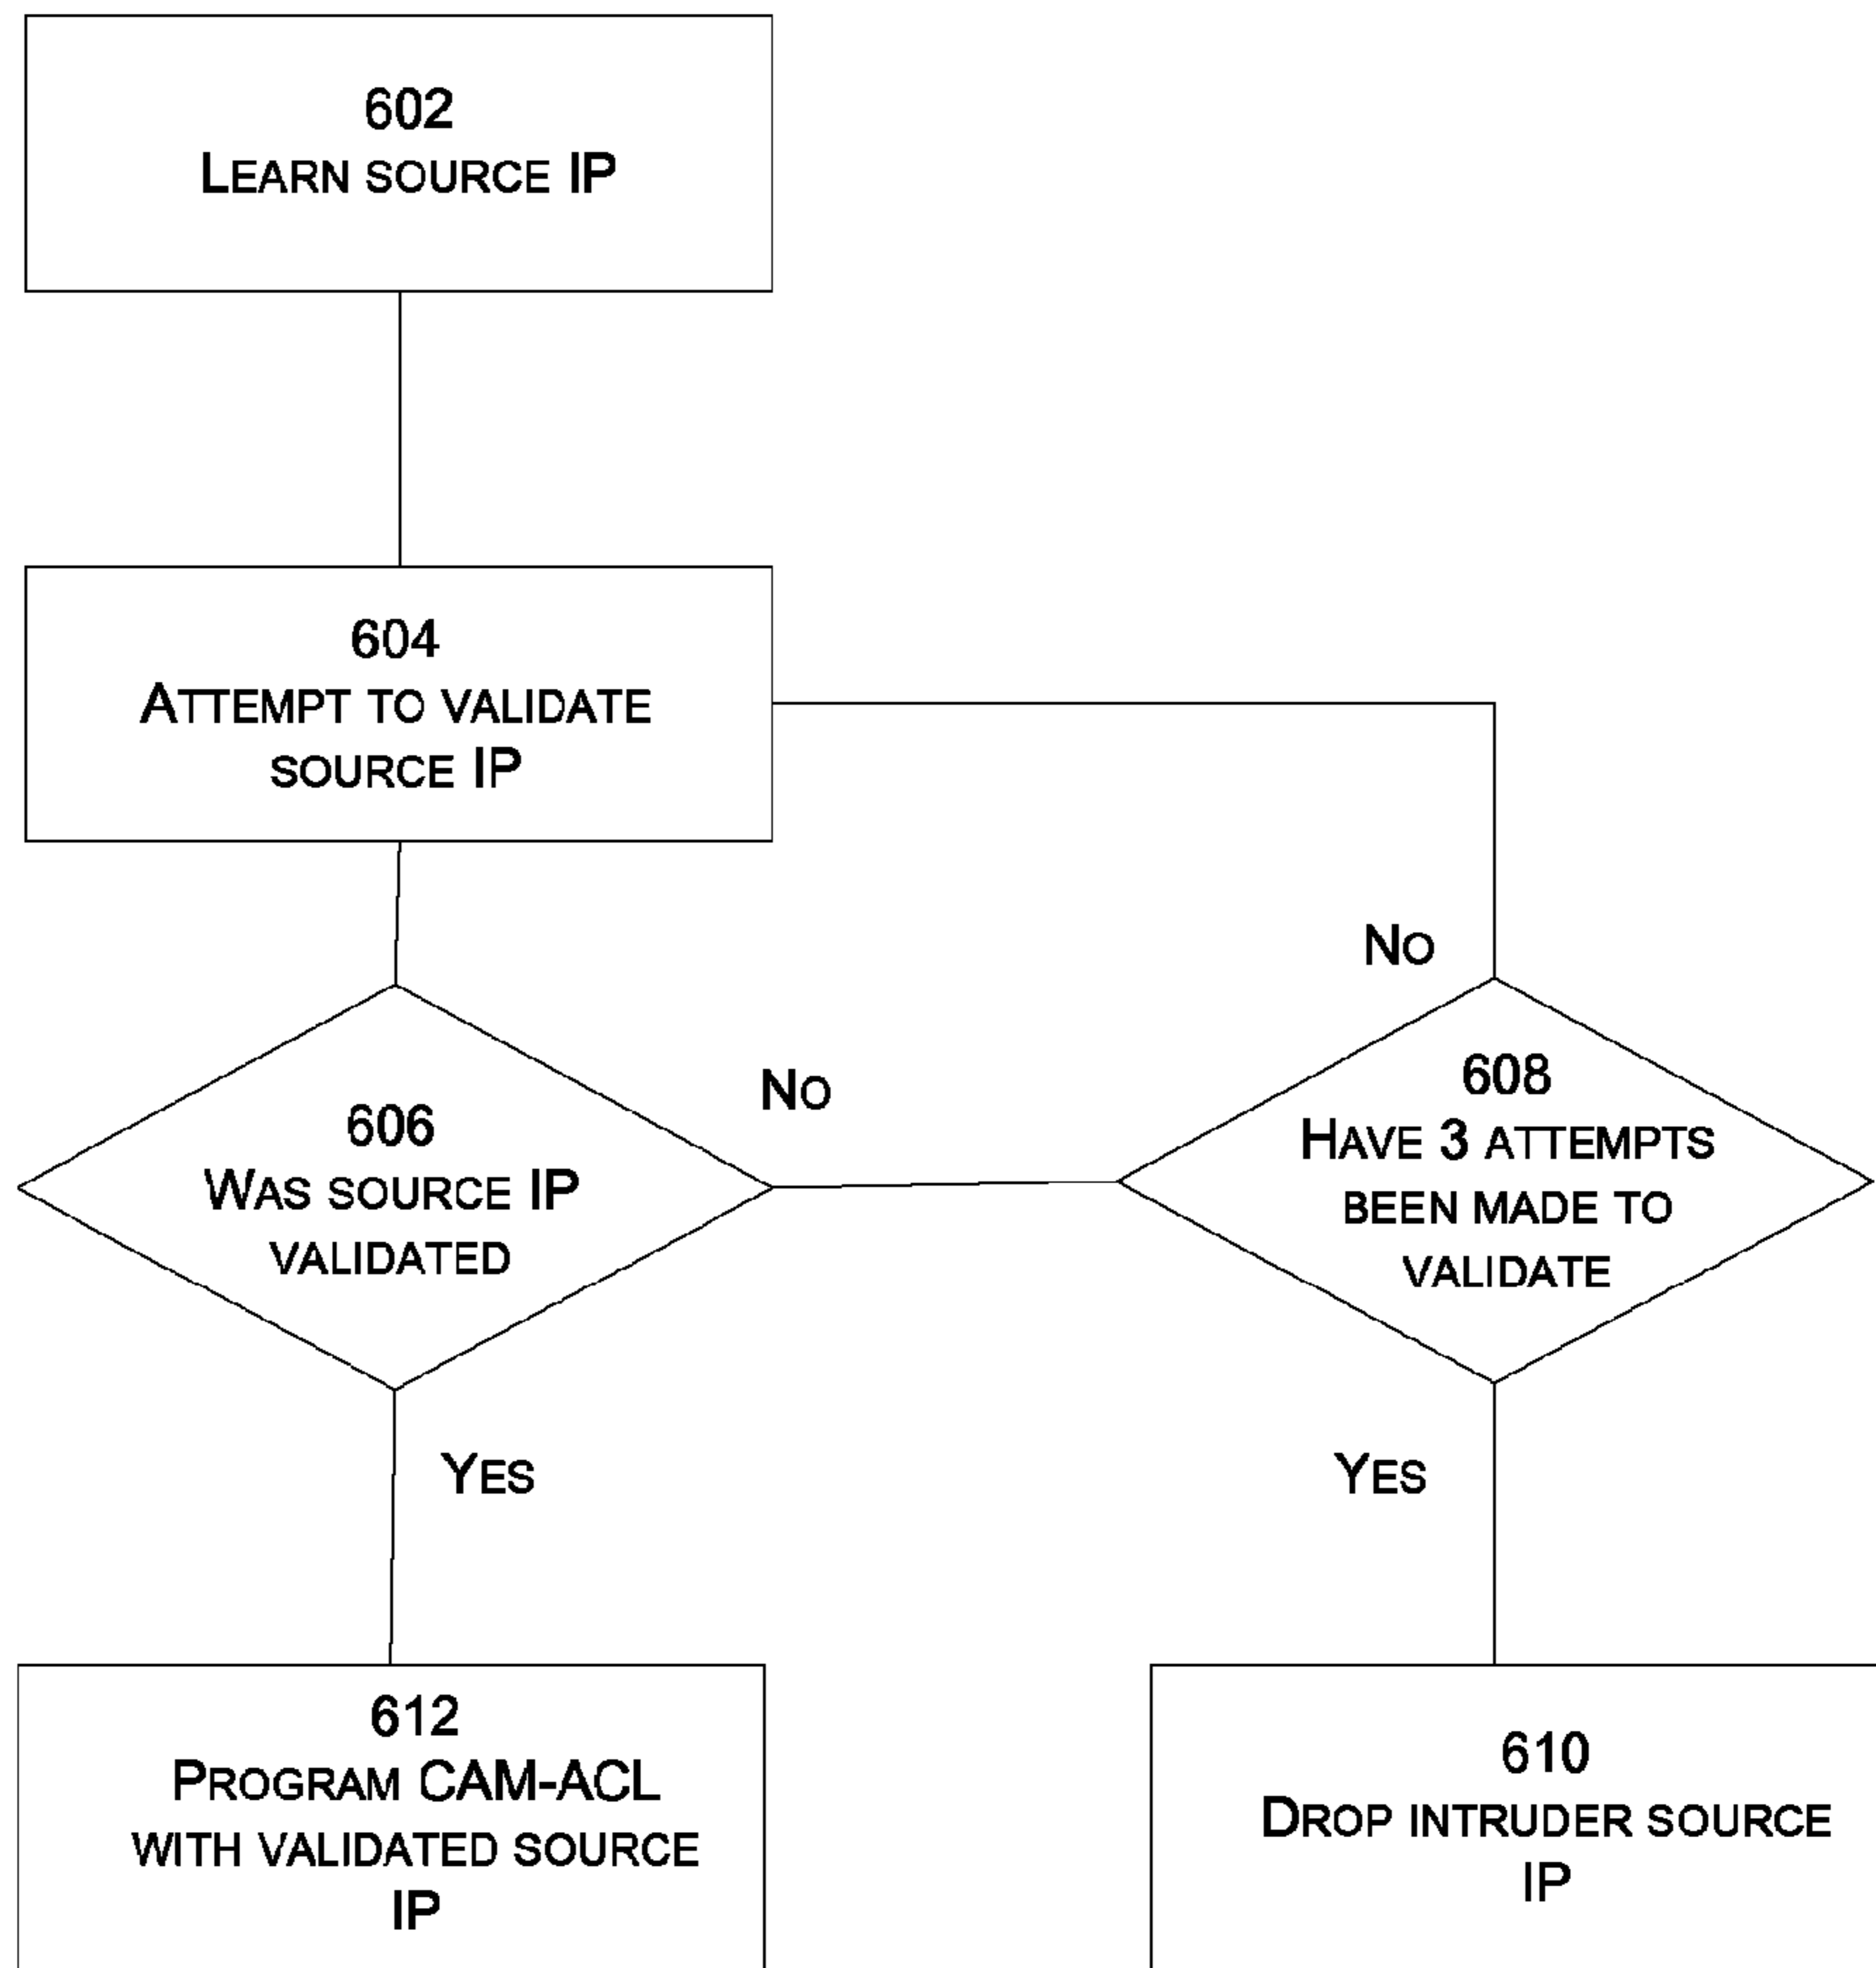 602
LEARN SOURCE IP
604
ATTEMPT TO VALIDATE
SOURCE IP
NO
606
WAS SOURCE IP
VALIDATED
NO
608
HAVE 3 ATTEMPTS
BEEN MADE TO
VALIDATE
YES
YES
612
PROGRAM CAM-ACL
WITH VALIDATED SOURCE
IP
610
DROP INTRUDER SOURCE
IP